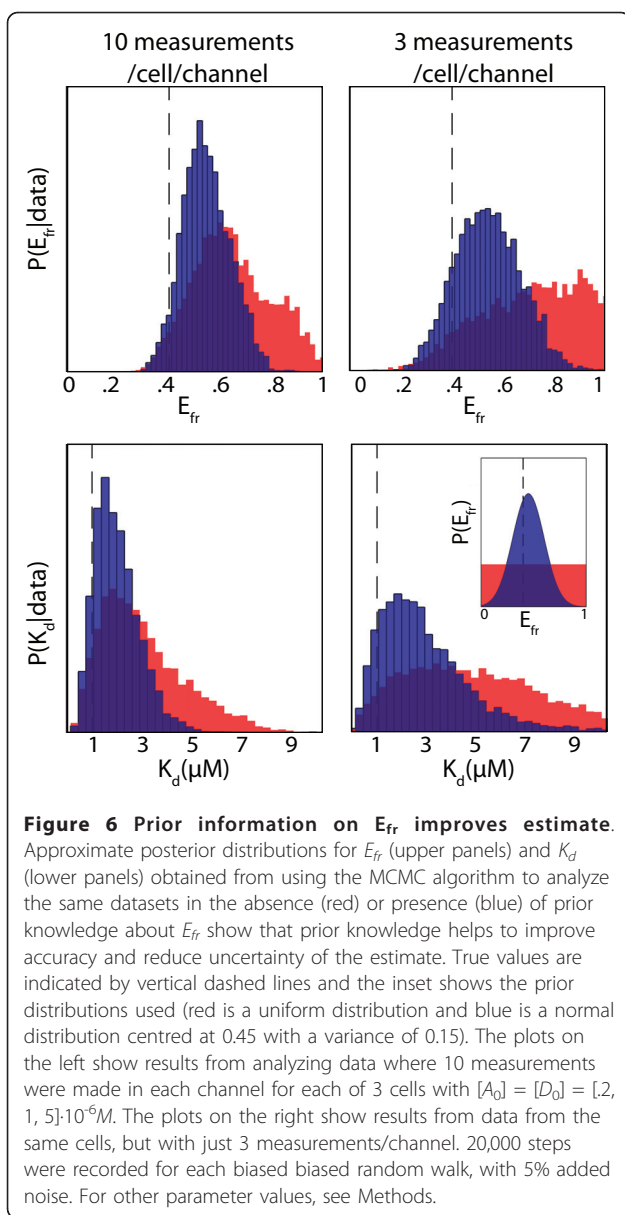 10 measurements
/cell/channel
3 measurements
/cell/channel
P(E_fr|data)
0 .2 .4 .6 .8 1
E_fr
0 .2 .4 .6 .8 1
E_fr
P(K_d|data)
1 3 5 7 9
K_d(μM)
P(E_fr)
0 1
E_fr
1 3 5 7 9
K_d(μM)
Figure 6 Prior information on E_fr improves estimate.
Approximate posterior distributions for E_fr (upper panels) and K_d
(lower panels) obtained from using the MCMC algorithm to analyze
the same datasets in the absence (red) or presence (blue) of prior
knowledge about E_fr show that prior knowledge helps to improve
accuracy and reduce uncertainty of the estimate. True values are
indicated by vertical dashed lines and the inset shows the prior
distributions used (red is a uniform distribution and blue is a normal
distribution centred at 0.45 with a variance of 0.15). The plots on
the left show results from analyzing data where 10 measurements
were made in each channel for each of 3 cells with [A_0] = [D_0] = [.2,
1, 5]·10^-6M. The plots on the right show results from data from the
same cells, but with just 3 measurements/channel. 20,000 steps
were recorded for each biased biased random walk, with 5% added
noise. For other parameter values, see Methods.